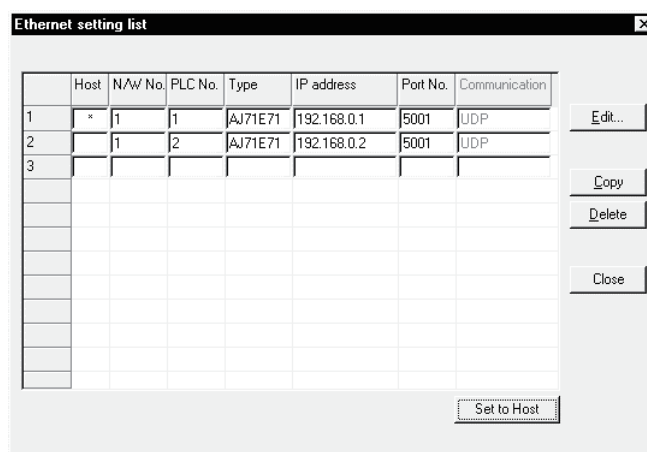 Ethernet setting list
Host N/W No. PLC No. Type IP address Port No. Communication
1 * 1 1 AJ71E71 192.168.0.1 5001 UDP
2 1 2 AJ71E71 192.168.0.2 5001 UDP
3
Edit...
Copy
Delete
Close
Set to Host